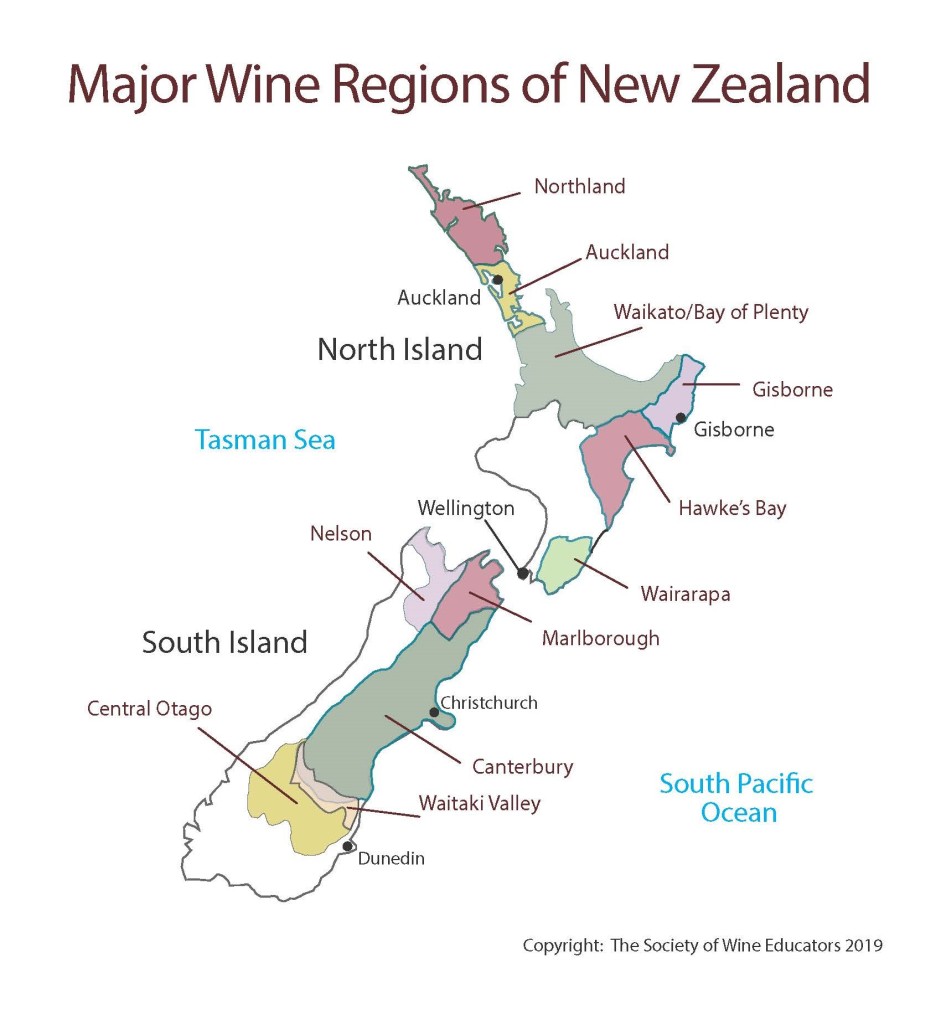 Major Wine Regions of New Zealand
Northland
Auckland
Auckland
Waikato/Bay of Plenty
North Island
Gisborne
Gisborne
Tasman Sea
Hawke's Bay
Wellington
Nelson
Wairarapa
Marlborough
South Island
Christchurch
Central Otago
Canterbury
South Pacific
Ocean
Waitaki Valley
Dunedin
Copyright: The Society of Wine Educators 2019